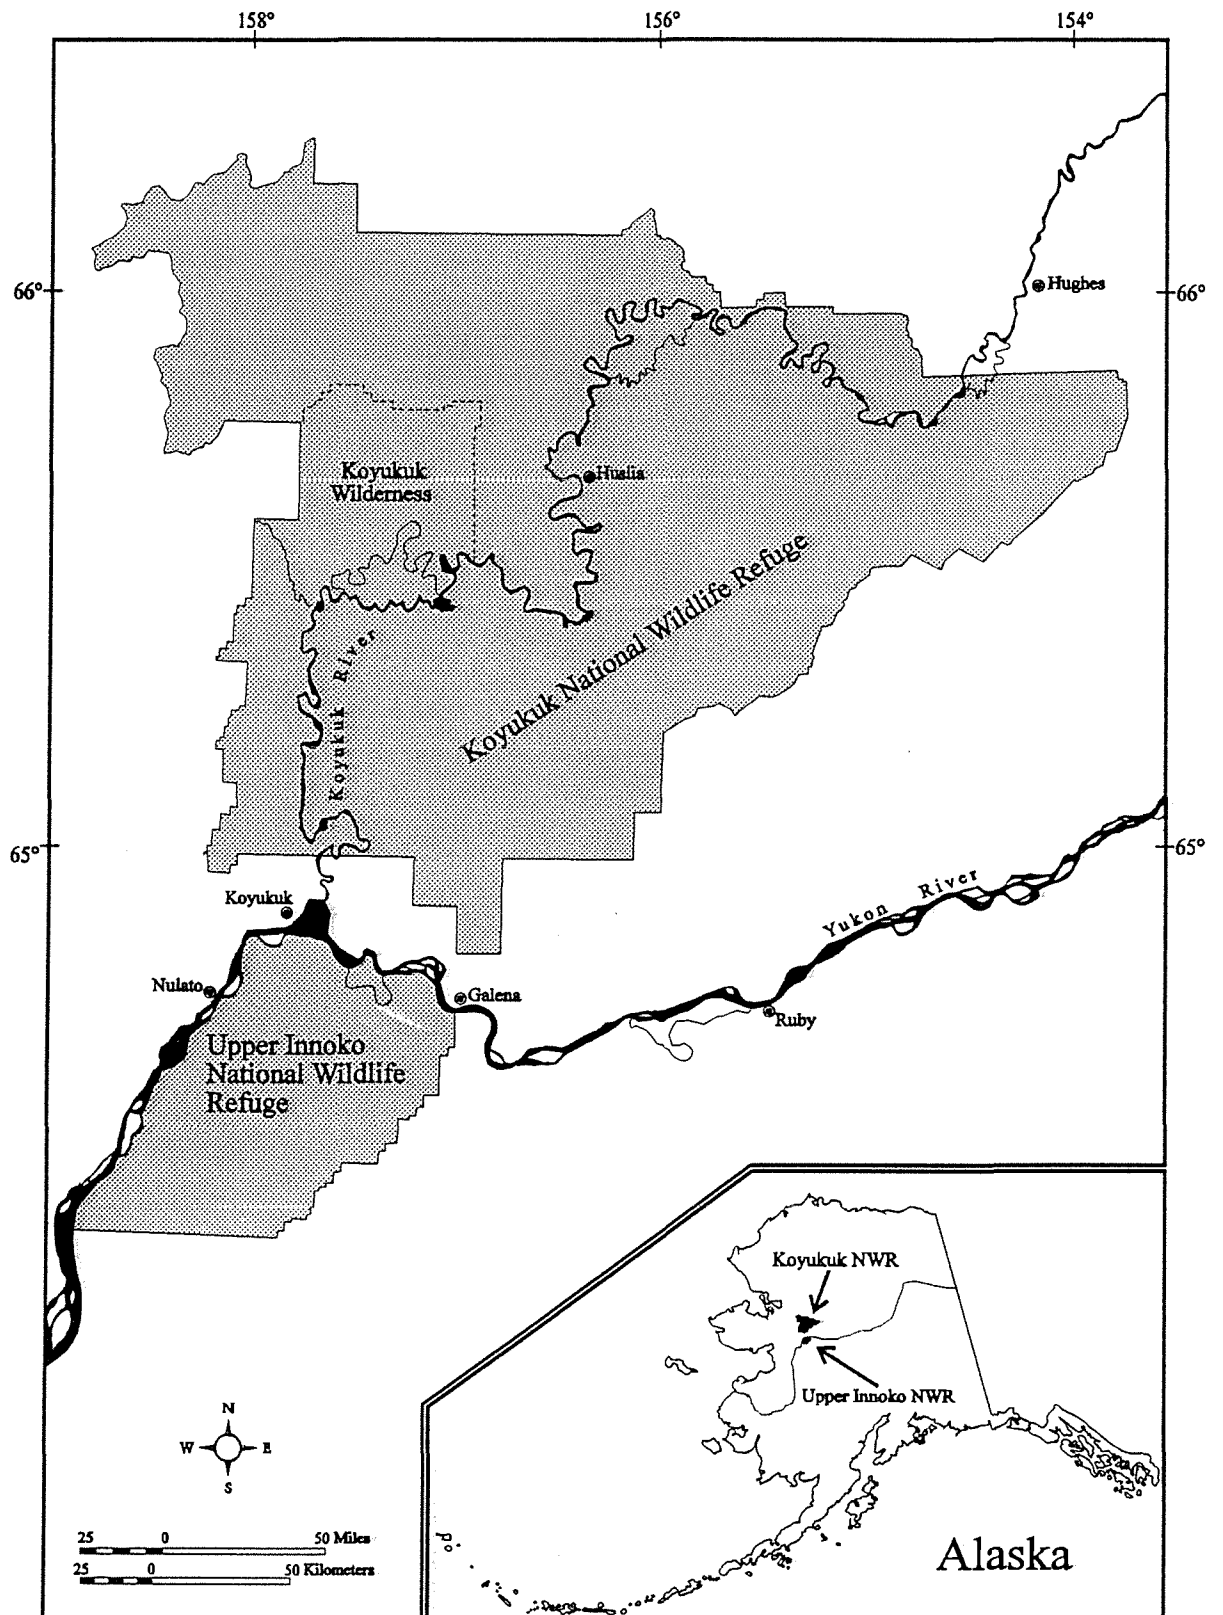 158°
156°
154°
66°
66°
Hughes
Koyukuk
Wilderness
Huslia
Koyukuk National Wildlife Refuge
Koyukuk River
65°
65°
Koyukuk
Yukon River
Nulato
Galena
Ruby
Upper Innoko
National Wildlife
Refuge
Koyukuk NWR
Upper Innoko NWR
N
W E
S
25 0 50 Miles
25 0 50 Kilometers
Alaska